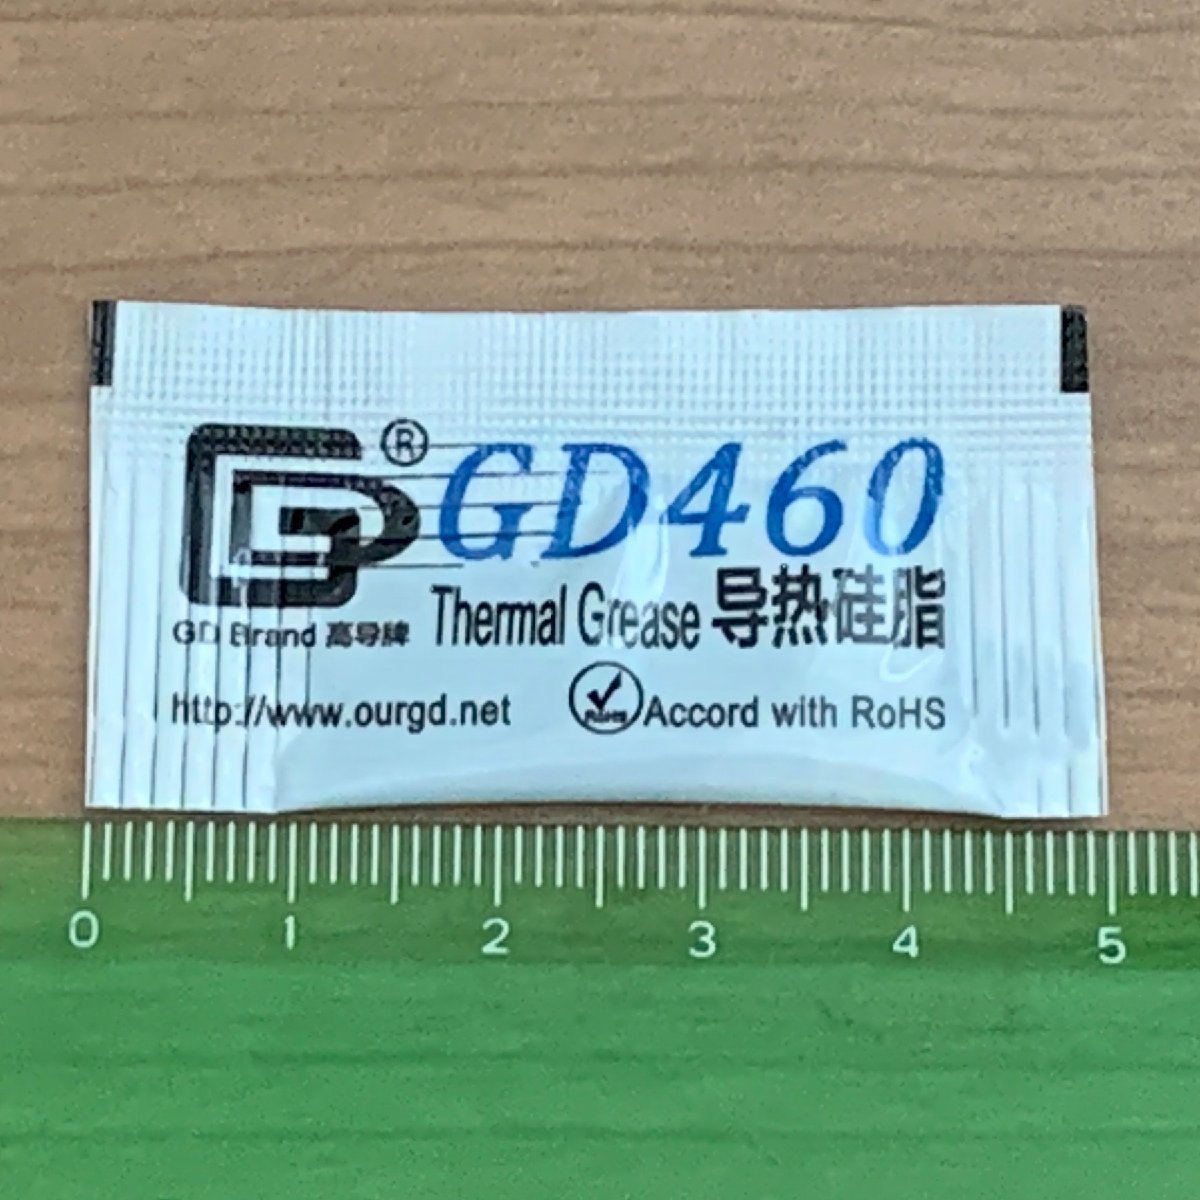 ® GD460
Thermal Grease 导热硅脂
GD Brand 高导牌
http://www.ourgd.net Accord with RoHS
0 1 2 3 4 5